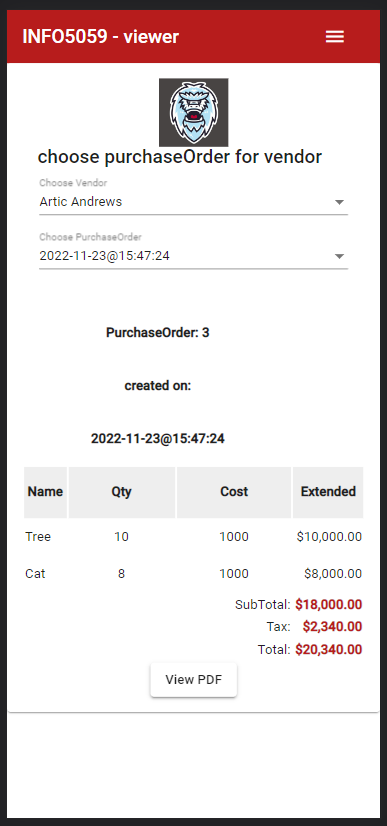 INFO5059 - viewer
choose purchaseOrder for vendor
Choose Vendor
Artic Andrews
Choose PurchaseOrder
2022-11-23@15:47:24
PurchaseOrder: 3
created on:
2022-11-23@15:47:24
Name Qty Cost Extended
Tree 10 1000 $10,000.00
Cat 8 1000 $8,000.00
SubTotal: $18,000.00
Tax: $2,340.00
Total: $20,340.00
View PDF